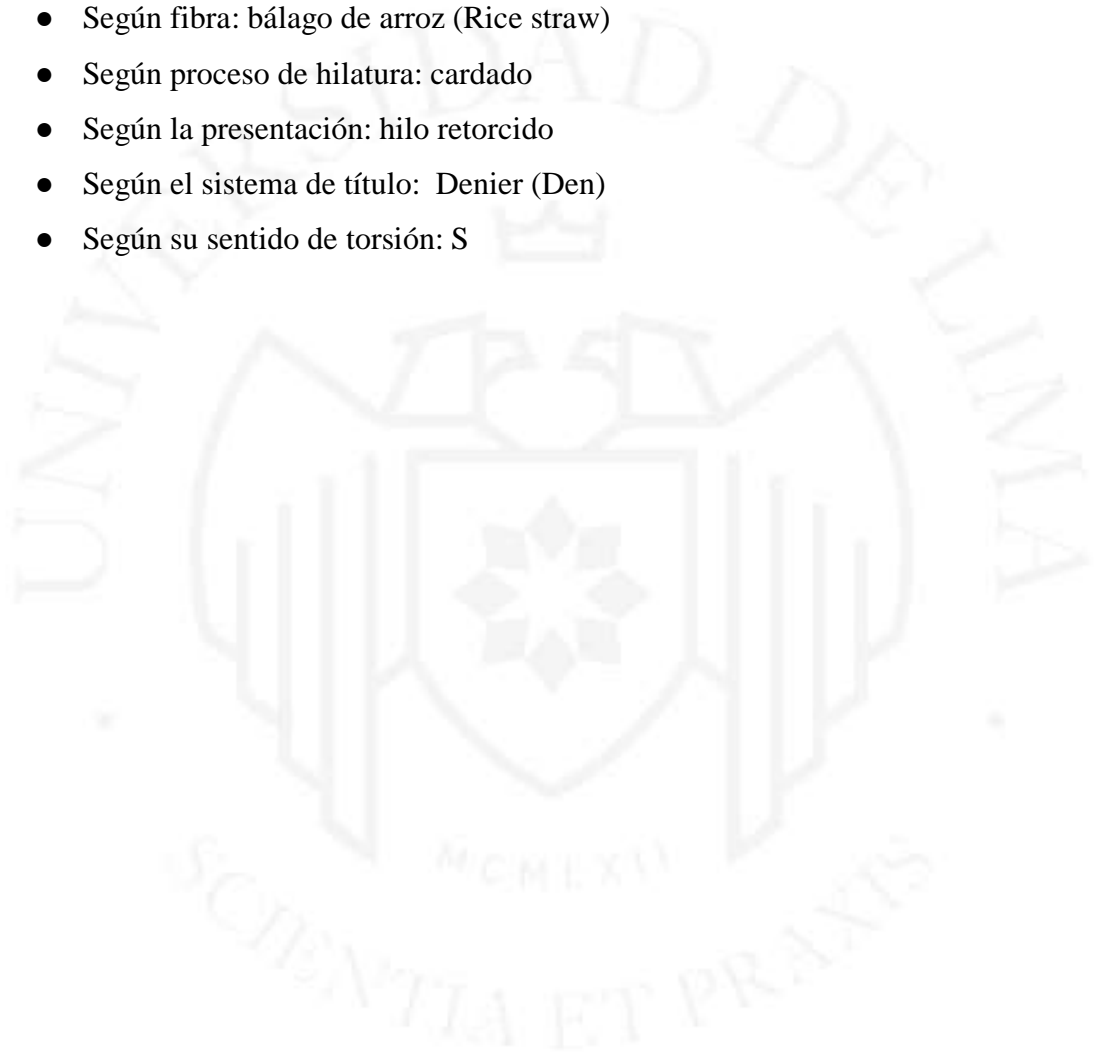 ● Según fibra: bálago de arroz (Rice straw)
● Según proceso de hilatura: cardado
● Según la presentación: hilo retorcido
● Según el sistema de título:  Denier (Den)
● Según su sentido de torsión: S
UNIVERSIDAD DE LIMA
MCMLXII
SCIENTIA ET PRAXIS